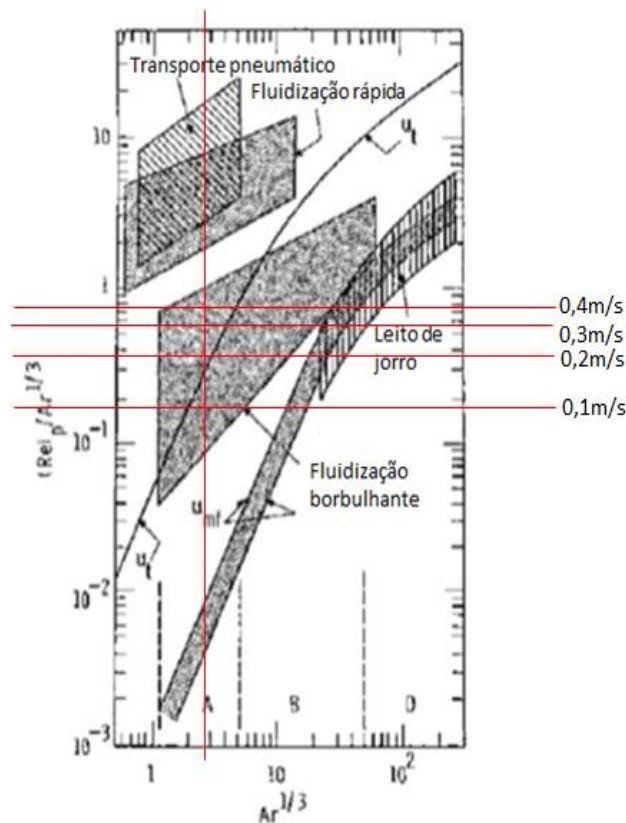 Transporte pneumático
Fluidização rápida
10
u_t
1
0,4m/s
0,3m/s
Leito de
jorro
0,2m/s
0,1m/s
10^-1
(Re)_p/Ar^1/3
Fluidização
borbulhante
u_mf
u_t
10^-2
A
B
D
10^-3
1
10
10^2
Ar^1/3